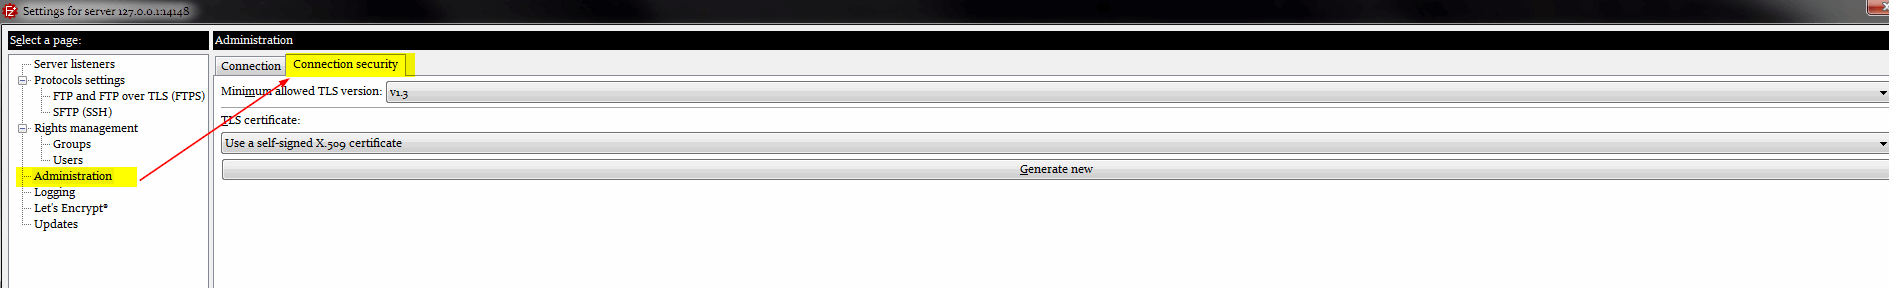 Settings for server 127.0.0.1:14148
Select a page:
Server listeners
Protocols settings
FTP and FTP over TLS (FTPS)
SFTP (SSH)
Rights management
Groups
Users
Administration
Logging
Let's Encrypt®
Updates
Administration
Connection
Connection security
Minimum allowed TLS version:
v1.3
TLS certificate:
Use a self-signed X.509 certificate
Generate new